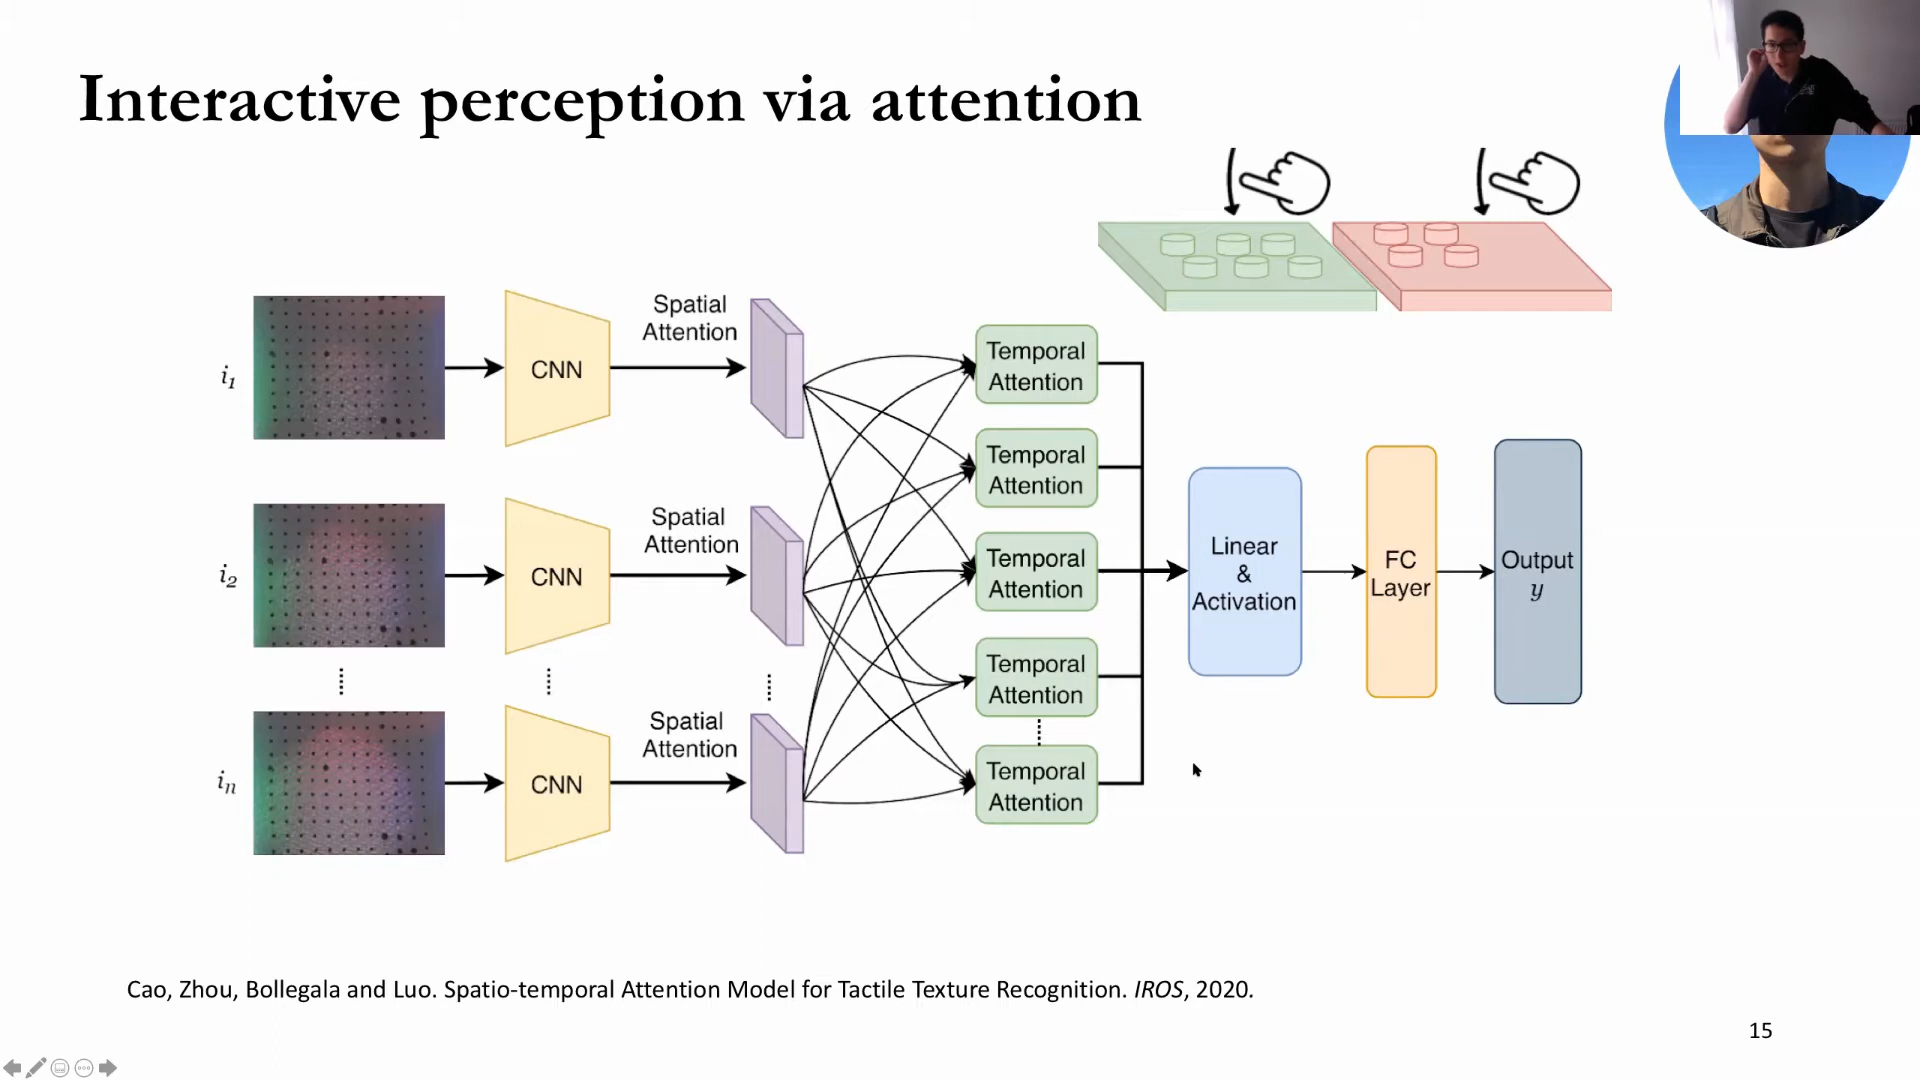 Interactive perception via attention
i1
CNN
Spatial
Attention
i2
CNN
Spatial
Attention
in
CNN
Spatial
Attention
Temporal
Attention
Temporal
Attention
Temporal
Attention
Temporal
Attention
Temporal
Attention
Linear
&
Activation
FC
Layer
Output
y
Cao, Zhou, Bollegala and Luo. Spatio-temporal Attention Model for Tactile Texture Recognition. IROS, 2020.
15